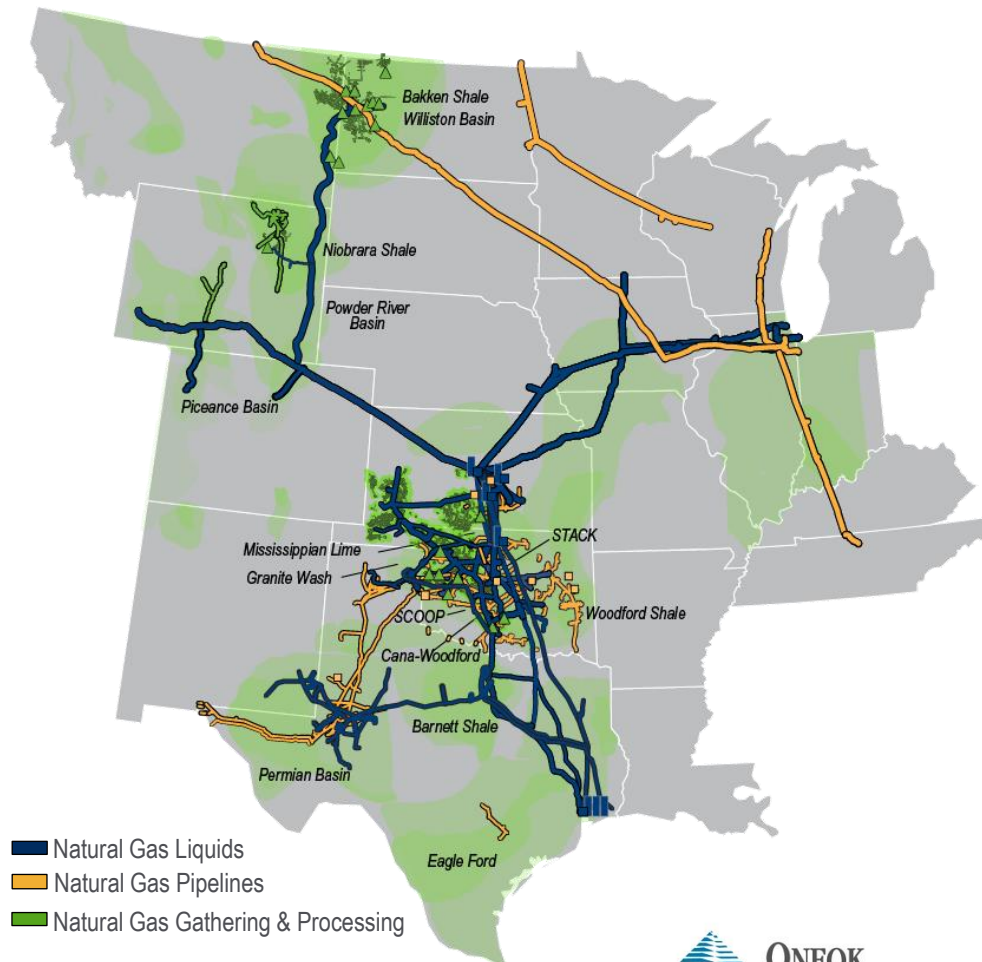 Bakken Shale
Williston Basin
Niobrara Shale
Powder River
Basin
Piceance Basin
Mississippian Lime
STACK
Granite Wash
SCOOP
Woodford Shale
Cana-Woodford
Barnett Shale
Permian Basin
Eagle Ford
Natural Gas Liquids
Natural Gas Pipelines
Natural Gas Gathering & Processing
ONEOK